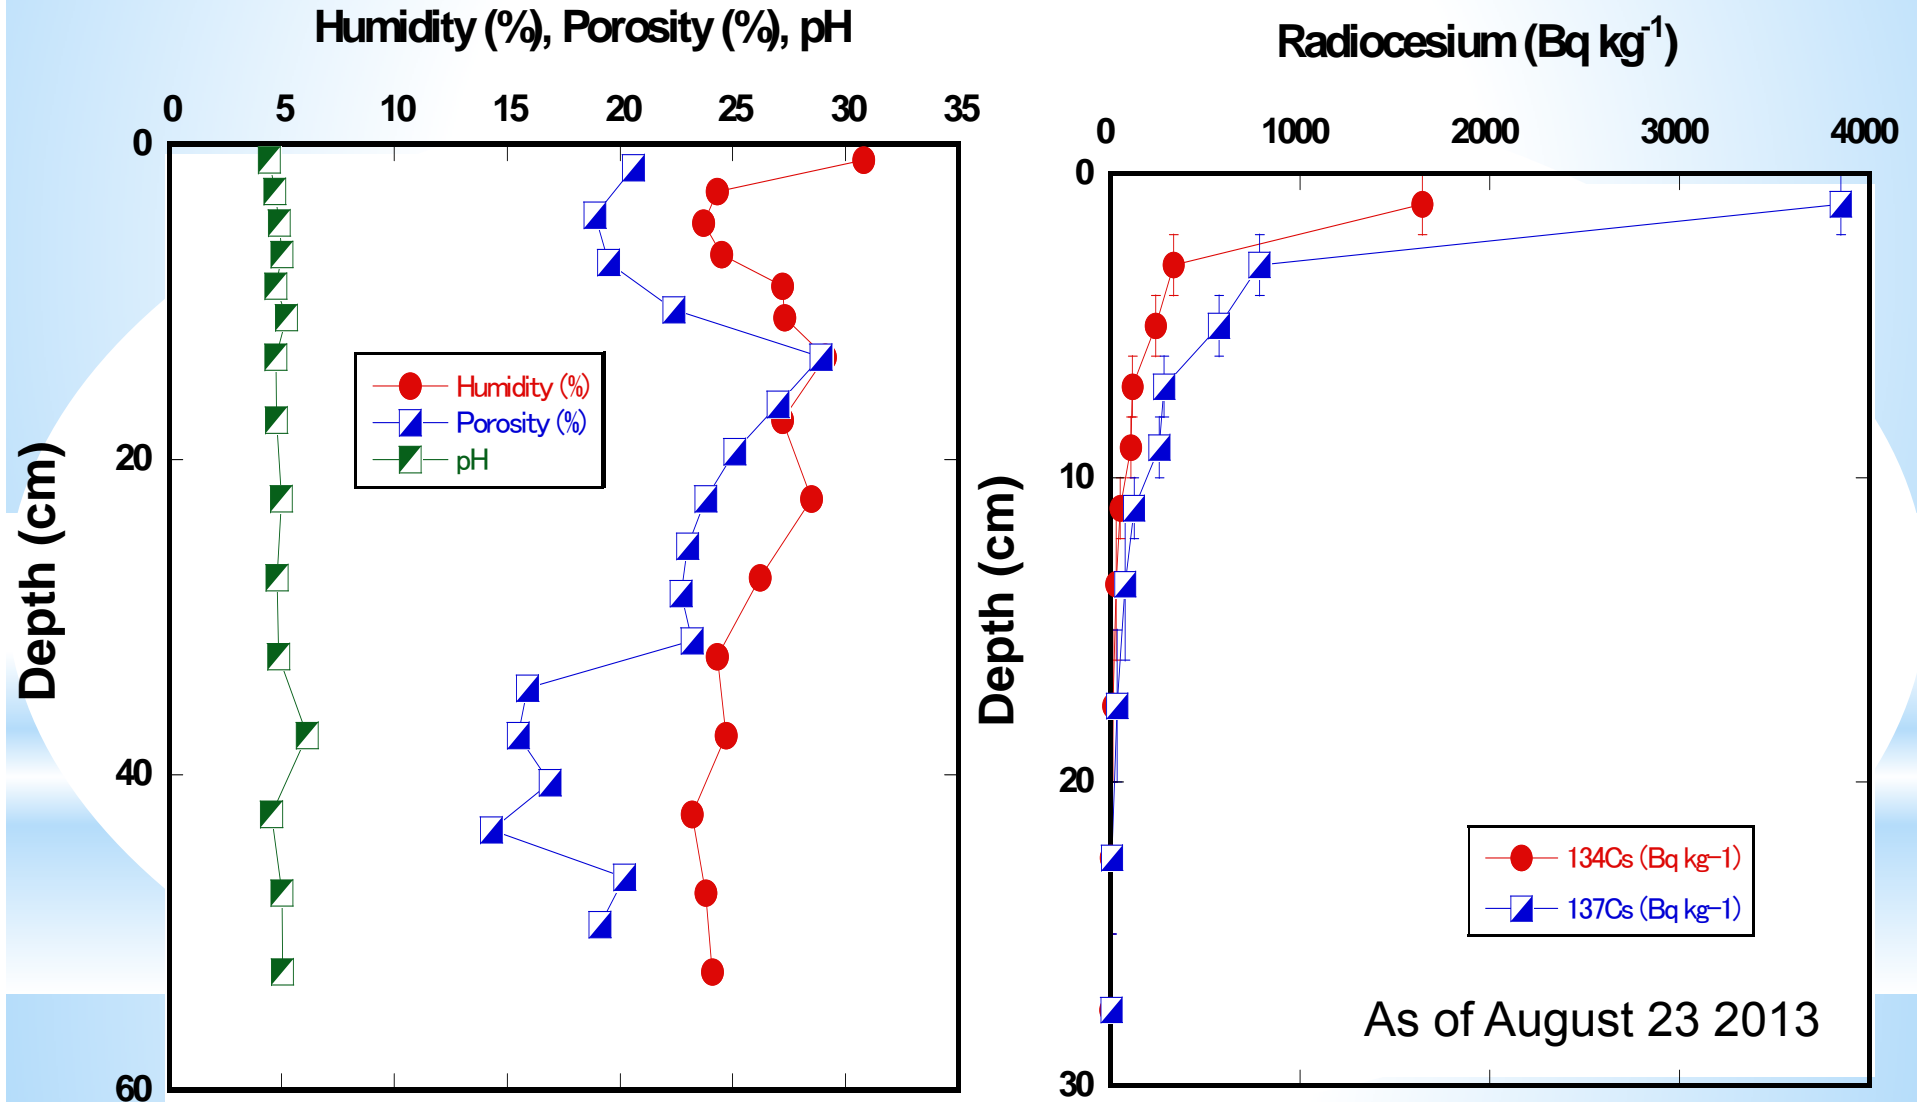 Humidity (%), Porosity (%), pH
0 5 10 15 20 25 30 35
0
20
40
60
Depth (cm)
Humidity (%)
Porosity (%)
pH
Radiocesium (Bq kg-1)
0 1000 2000 3000 4000
0
10
20
30
Depth (cm)
134Cs (Bq kg-1)
137Cs (Bq kg-1)
As of August 23 2013